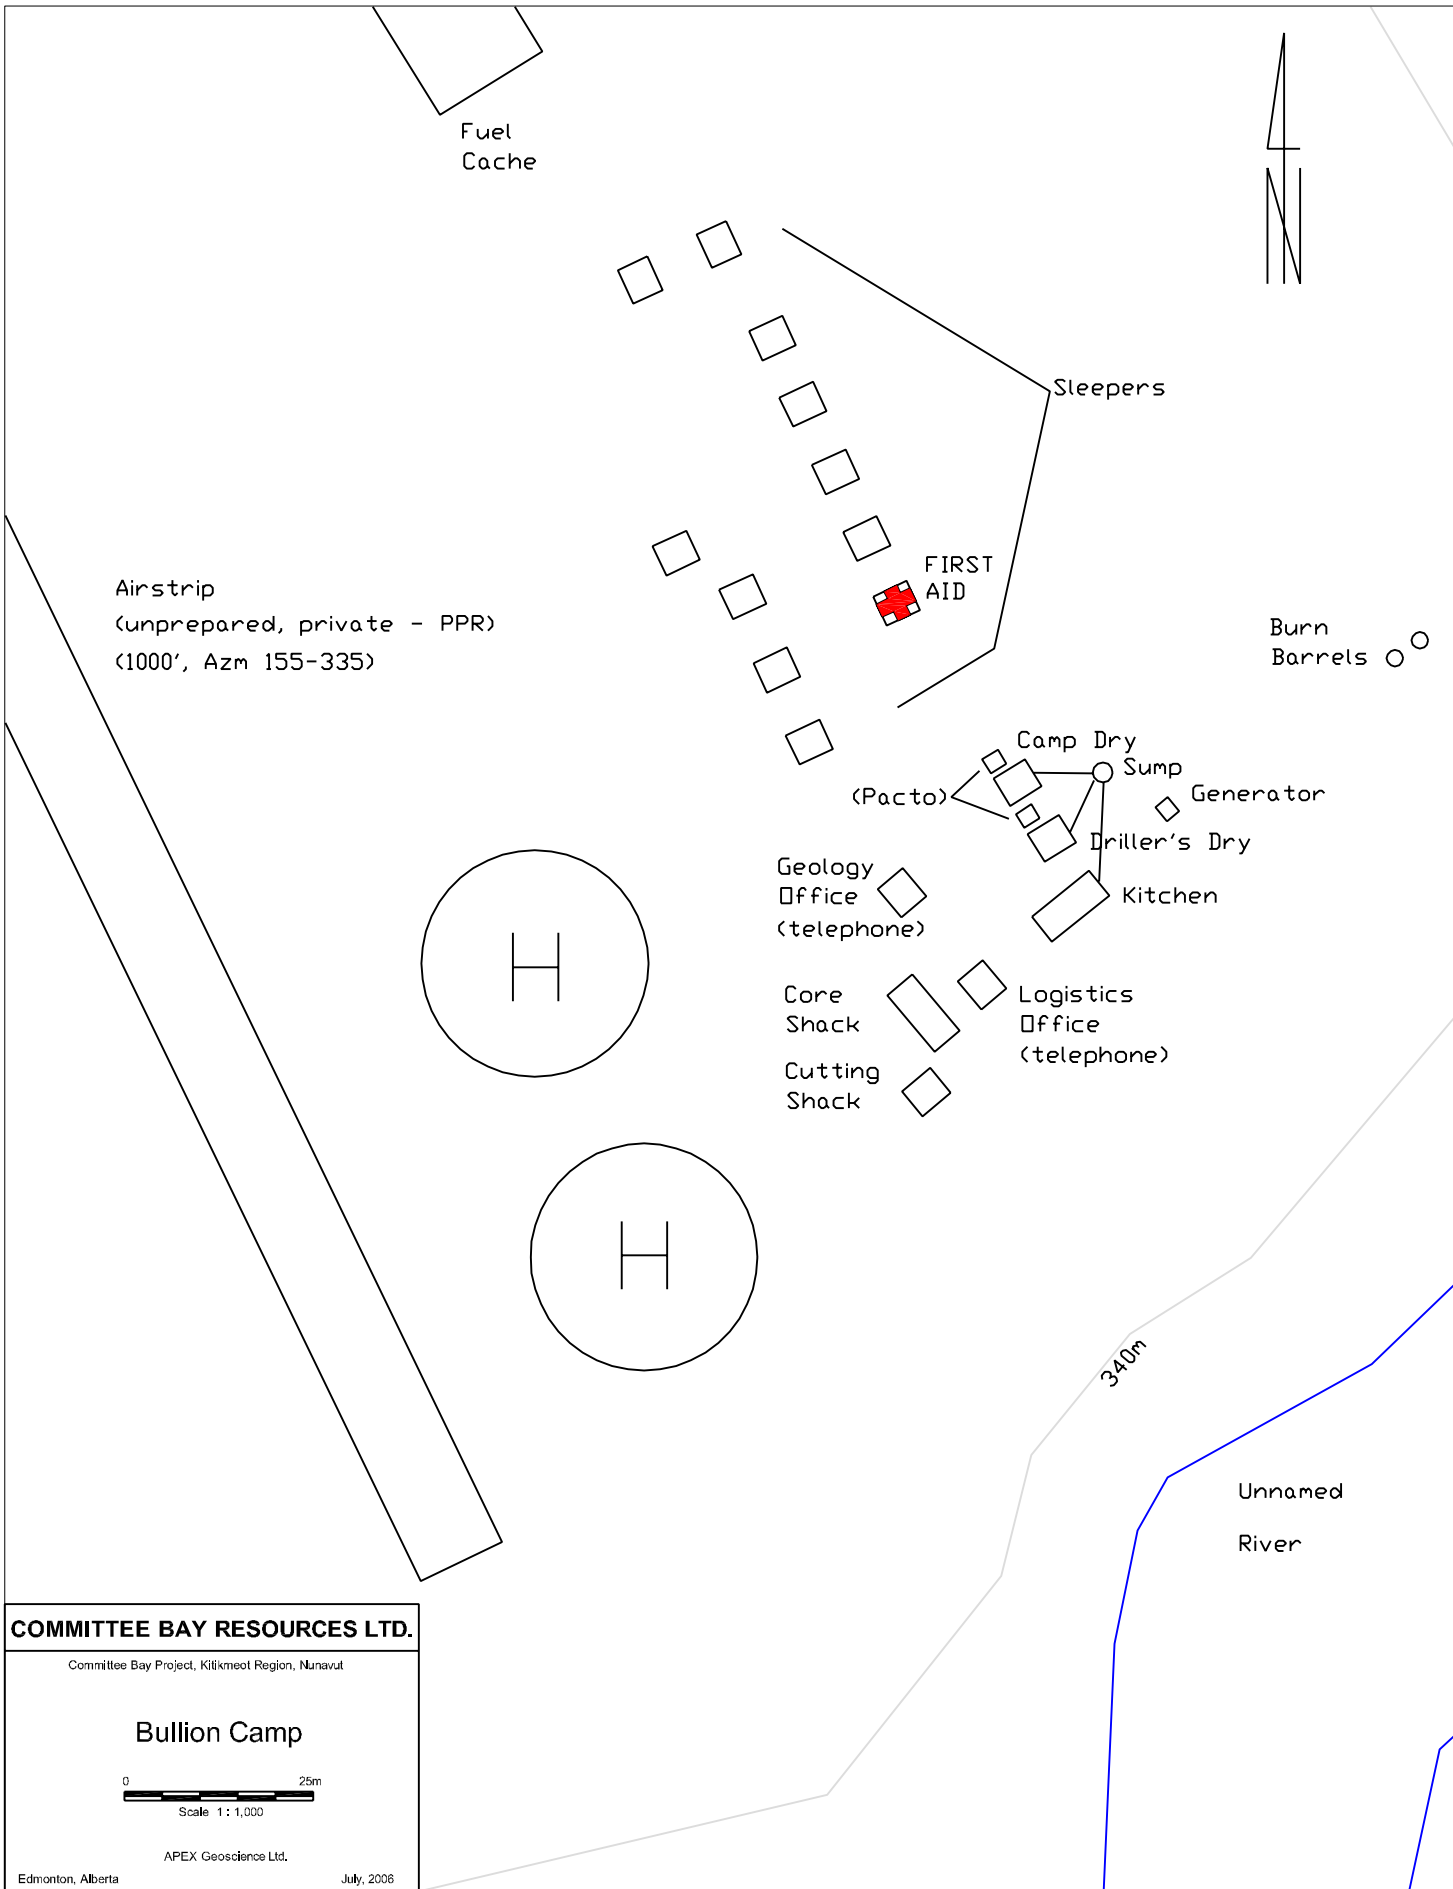 Fuel
Cache
N
Sleepers
FIRST
AID
Airstrip
(unprepared, private - PPR)
(1000', Azm 155-335)
Burn
Barrels
Camp Dry
Sump
(Pacto)
Generator
Driller's Dry
Geology
Office
(telephone)
Kitchen
H
Core
Shack
Logistics
Office
(telephone)
Cutting
Shack
H
340m
Unnamed
River
COMMITTEE BAY RESOURCES LTD.
Committee Bay Project, Kitikmeot Region, Nunavut
Bullion Camp
0 25m
Scale 1 : 1,000
APEX Geoscience Ltd.
Edmonton, Alberta July, 2006